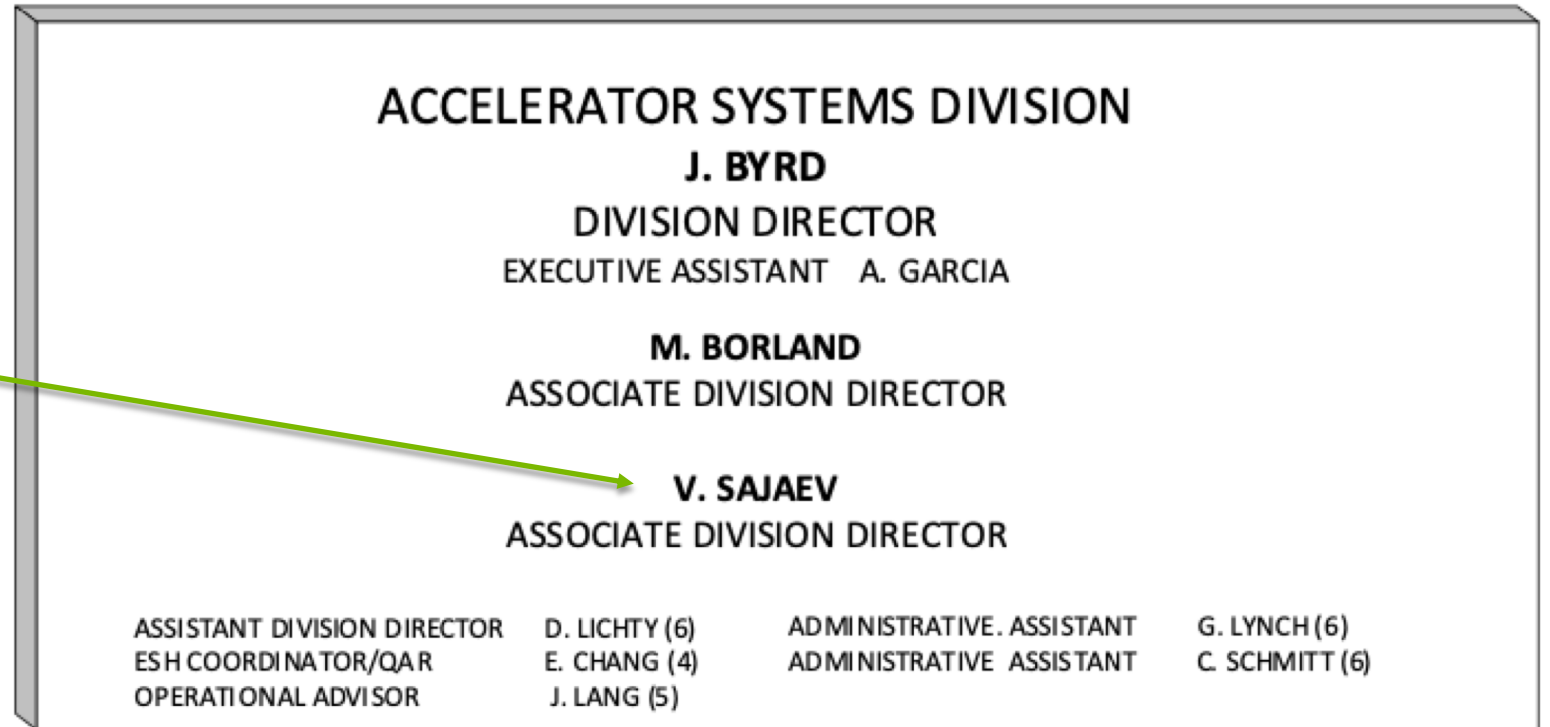 ACCELERATOR SYSTEMS DIVISION
J. BYRD
DIVISION DIRECTOR
EXECUTIVE ASSISTANT A. GARCIA
M. BORLAND
ASSOCIATE DIVISION DIRECTOR
V. SAJAEV
ASSOCIATE DIVISION DIRECTOR
ASSISTANT DIVISION DIRECTOR D. LICHTY (6) ADMINISTRATIVE. ASSISTANT G. LYNCH (6)
ESH COORDINATOR/QAR E. CHANG (4) ADMINISTRATIVE ASSISTANT C. SCHMITT (6)
OPERATIONAL ADVISOR J. LANG (5)